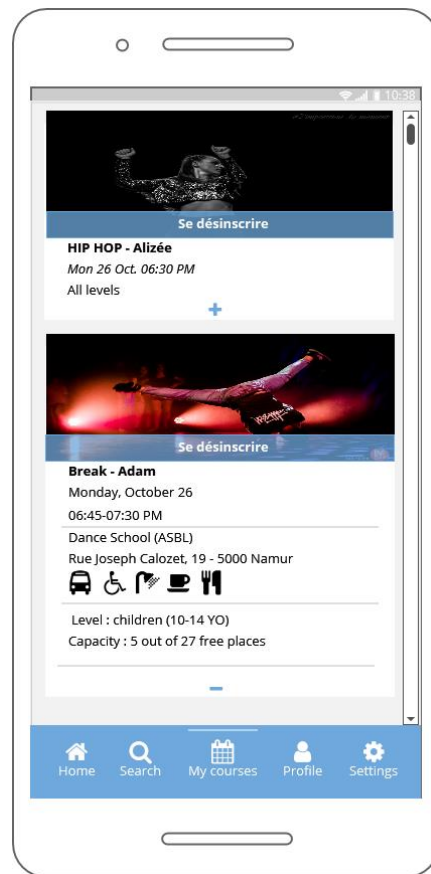 10:38
Se désinscrire
HIP HOP - Alizée
Mon 26 Oct. 06:30 PM
All levels
+
Se désinscrire
Break - Adam
Monday, October 26
06:45-07:30 PM
Dance School (ASBL)
Rue Joseph Calozet, 19 - 5000 Namur
Level : children (10-14 YO)
Capacity : 5 out of 27 free places
-
Home Search My courses Profile Settings